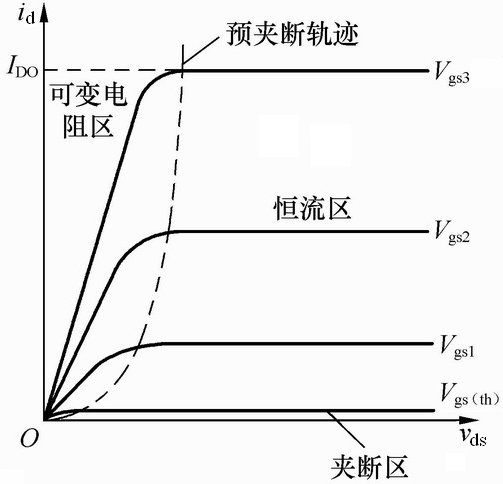 i_d
预夹断轨迹
I_DO
可变电
阻区
V_gs3
恒流区
V_gs2
V_gs1
V_gs(th)
O
v_ds
夹断区